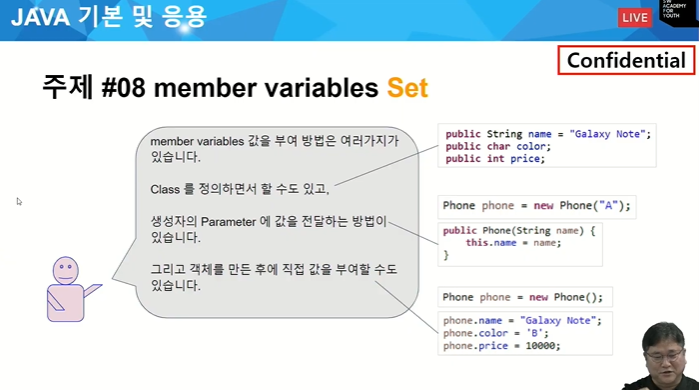 JAVA 기본 및 응용
LIVE
SW
ACADEMY
FOR
YOUTH
Confidential
주제 #08 member variables Set
member variables 값을 부여 방법은 여러가지가
있습니다.
Class 를 정의하면서 할 수도 있고,
생성자의 Parameter 에 값을 전달하는 방법이
있습니다.
그리고 객체를 만든 후에 직접 값을 부여할 수도
있습니다.
public String name = "Galaxy Note";
public char color;
public int price;
Phone phone = new Phone("A");
public Phone(String name) {
this.name = name;
}
Phone phone = new Phone();
phone.name = "Galaxy Note";
phone.color = 'B';
phone.price = 10000;